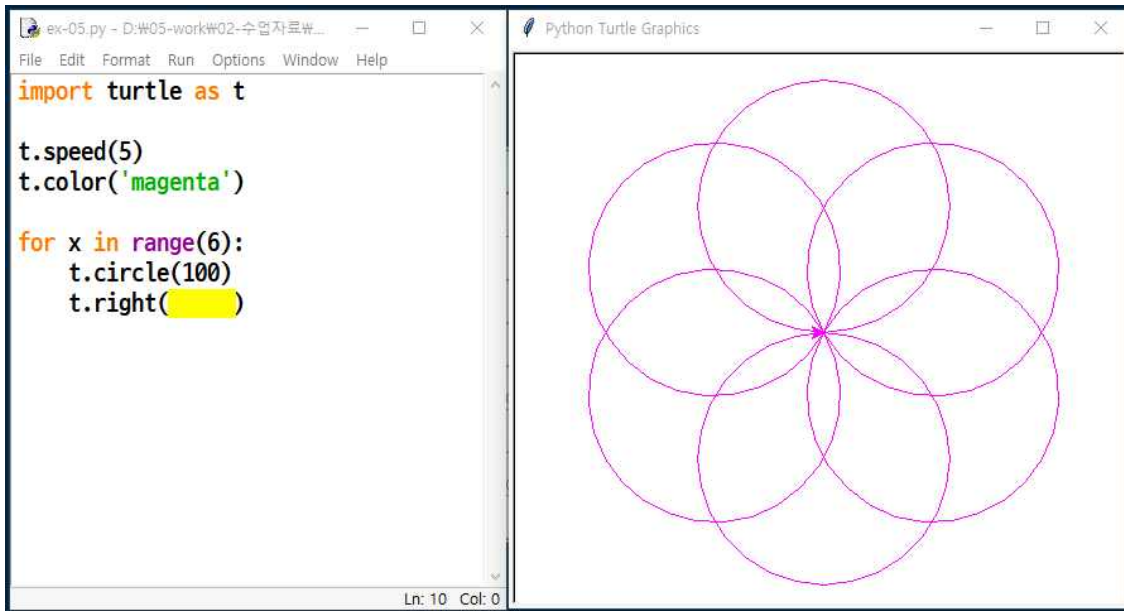 ex-05.py - D:₩05-work₩02-수업자료₩...
File Edit Format Run Options Window Help
import turtle as t
t.speed(5)
t.color('magenta')
for x in range(6):
    t.circle(100)
    t.right(     )
Ln: 10 Col: 0
Python Turtle Graphics